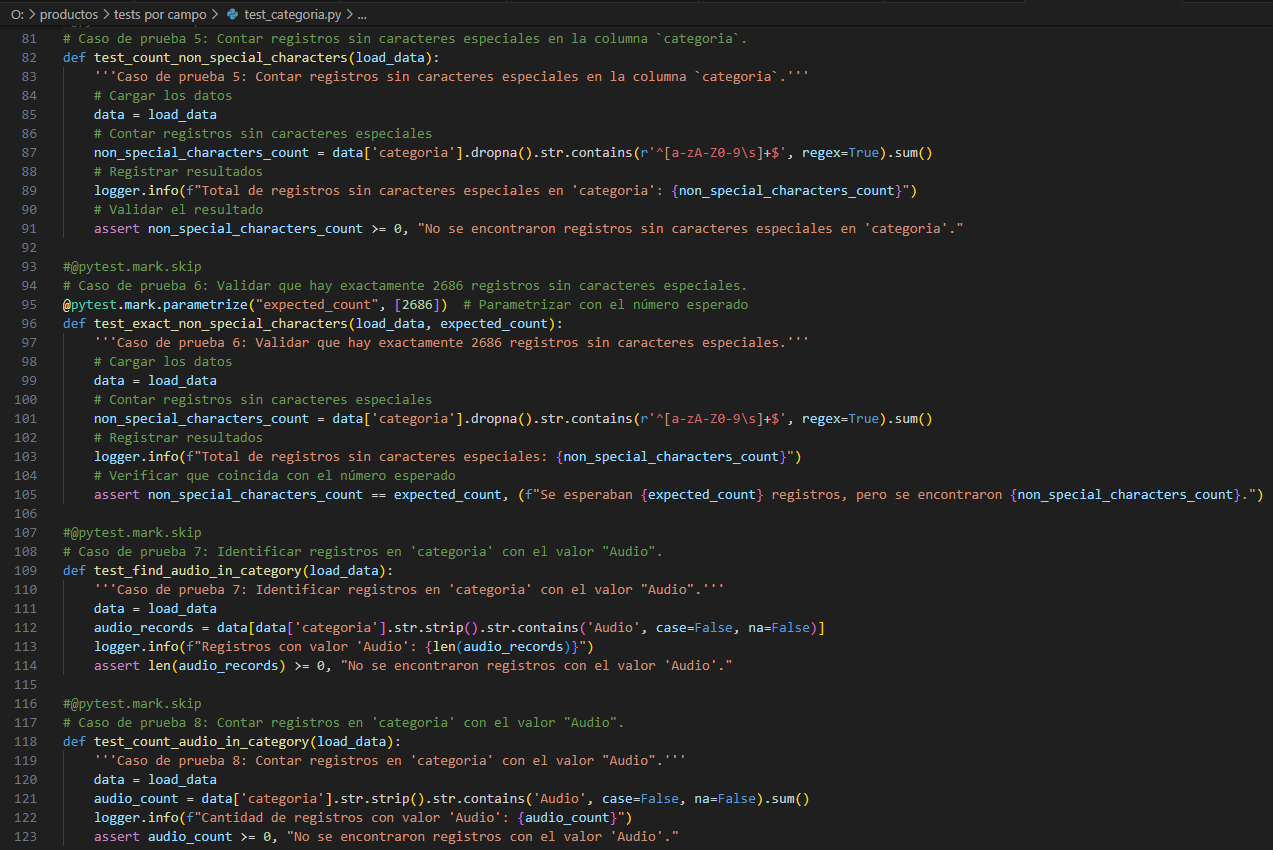 O: > productos > tests por campo > test_categoria.py > ...
81 # Caso de prueba 5: Contar registros sin caracteres especiales en la columna `categoria`.
82 def test_count_non_special_characters(load_data):
83     '''Caso de prueba 5: Contar registros sin caracteres especiales en la columna `categoria`.'''
84     # Cargar los datos
85     data = load_data
86     # Contar registros sin caracteres especiales
87     non_special_characters_count = data['categoria'].dropna().str.contains(r'^[a-zA-Z0-9\s]+$', regex=True).sum()
88     # Registrar resultados
89     logger.info(f"Total de registros sin caracteres especiales en 'categoria': {non_special_characters_count}")
90     # Validar el resultado
91     assert non_special_characters_count >= 0, "No se encontraron registros sin caracteres especiales en 'categoria'."
92
93 #@pytest.mark.skip
94 # Caso de prueba 6: Validar que hay exactamente 2686 registros sin caracteres especiales.
95 @pytest.mark.parametrize("expected_count", [2686])  # Parametrizar con el número esperado
96 def test_exact_non_special_characters(load_data, expected_count):
97     '''Caso de prueba 6: Validar que hay exactamente 2686 registros sin caracteres especiales.'''
98     # Cargar los datos
99     data = load_data
100     # Contar registros sin caracteres especiales
101     non_special_characters_count = data['categoria'].dropna().str.contains(r'^[a-zA-Z0-9\s]+$', regex=True).sum()
102     # Registrar resultados
103     logger.info(f"Total de registros sin caracteres especiales: {non_special_characters_count}")
104     # Verificar que coincida con el número esperado
105     assert non_special_characters_count == expected_count, (f"Se esperaban {expected_count} registros, pero se encontraron {non_special_characters_count}.")
106
107 #@pytest.mark.skip
108 # Caso de prueba 7: Identificar registros en 'categoria' con el valor "Audio".
109 def test_find_audio_in_category(load_data):
110     '''Caso de prueba 7: Identificar registros en 'categoria' con el valor "Audio".'''
111     data = load_data
112     audio_records = data[data['categoria'].str.strip().str.contains('Audio', case=False, na=False)]
113     logger.info(f"Registros con valor 'Audio': {len(audio_records)}")
114     assert len(audio_records) >= 0, "No se encontraron registros con el valor 'Audio'."
115
116 #@pytest.mark.skip
117 # Caso de prueba 8: Contar registros en 'categoria' con el valor "Audio".
118 def test_count_audio_in_category(load_data):
119     '''Caso de prueba 8: Contar registros en 'categoria' con el valor "Audio".'''
120     data = load_data
121     audio_count = data['categoria'].str.strip().str.contains('Audio', case=False, na=False).sum()
122     logger.info(f"Cantidad de registros con valor 'Audio': {audio_count}")
123     assert audio_count >= 0, "No se encontraron registros con el valor 'Audio'."